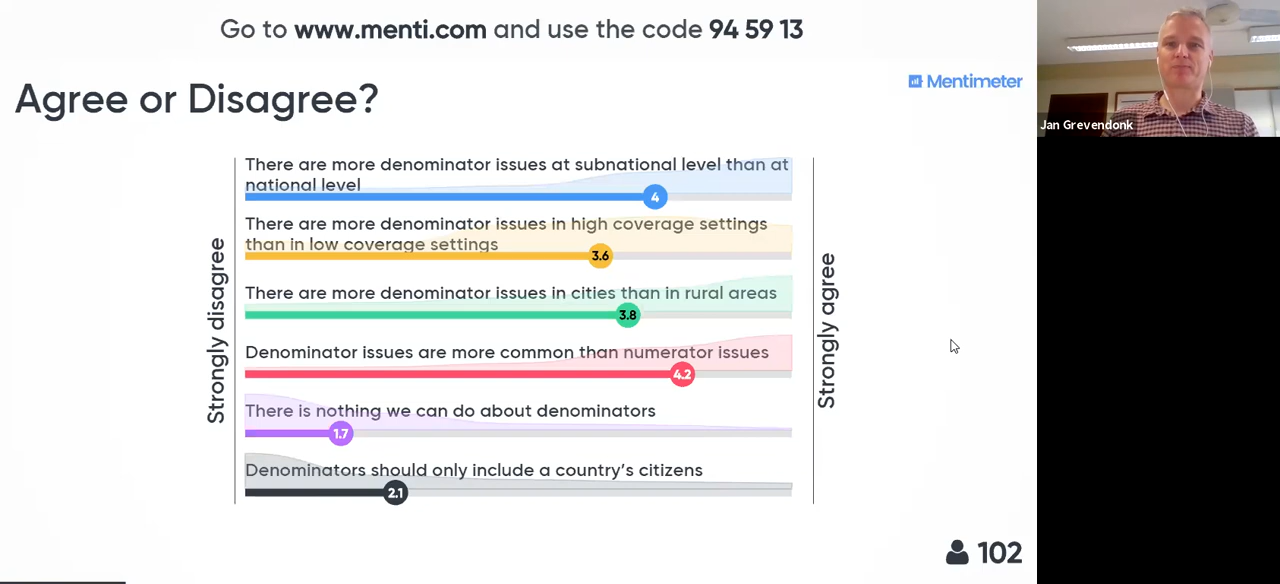 Go to www.menti.com and use the code 94 59 13
Mentimeter
Agree or Disagree?
Jan Grevendonk
There are more denominator issues at subnational level than at
national level
4
There are more denominator issues in high coverage settings
than in low coverage settings
3.6
There are more denominator issues in cities than in rural areas
3.8
Denominator issues are more common than numerator issues
4.2
There is nothing we can do about denominators
1.7
Denominators should only include a country's citizens
2.1
Strongly disagree
Strongly agree
102